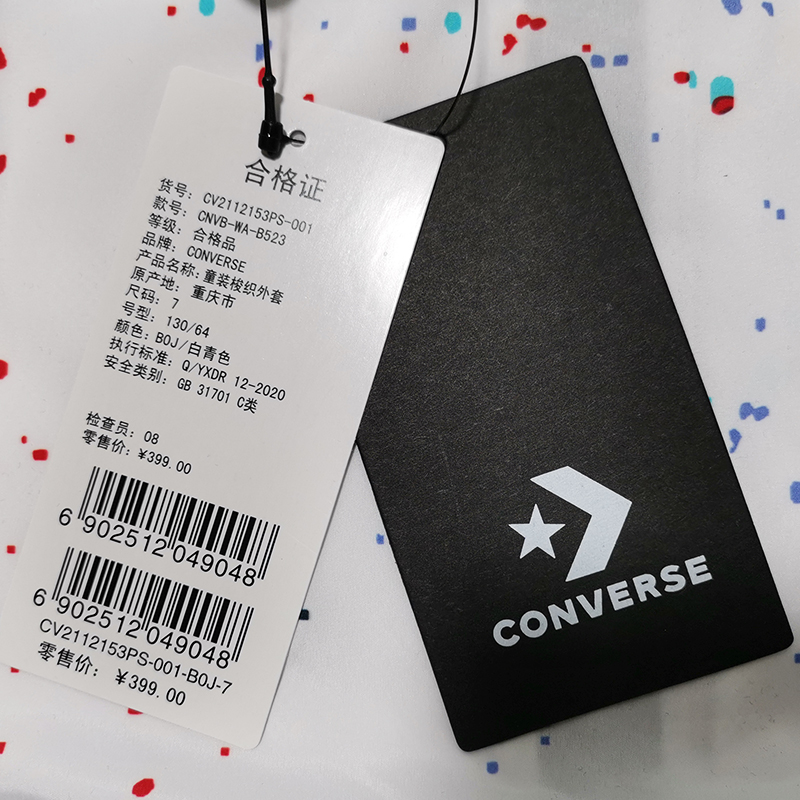 合格证
货号: CV2112153PS-001
款号: CNVB-WA-B523
等级: 合格品
品牌: CONVERSE
产品名称: 童装梭织外套
原产地: 重庆市
尺码: 7
号型: 130/64
颜色: B0J/白青色
执行标准: Q/YXDR 12-2020
安全类别: GB 31701 C类
检查员: 08
零售价: ¥399.00
6 902512 049048
6 902512 049048
CV2112153PS-001-B0J-7
零售价: ¥399.00
CONVERSE